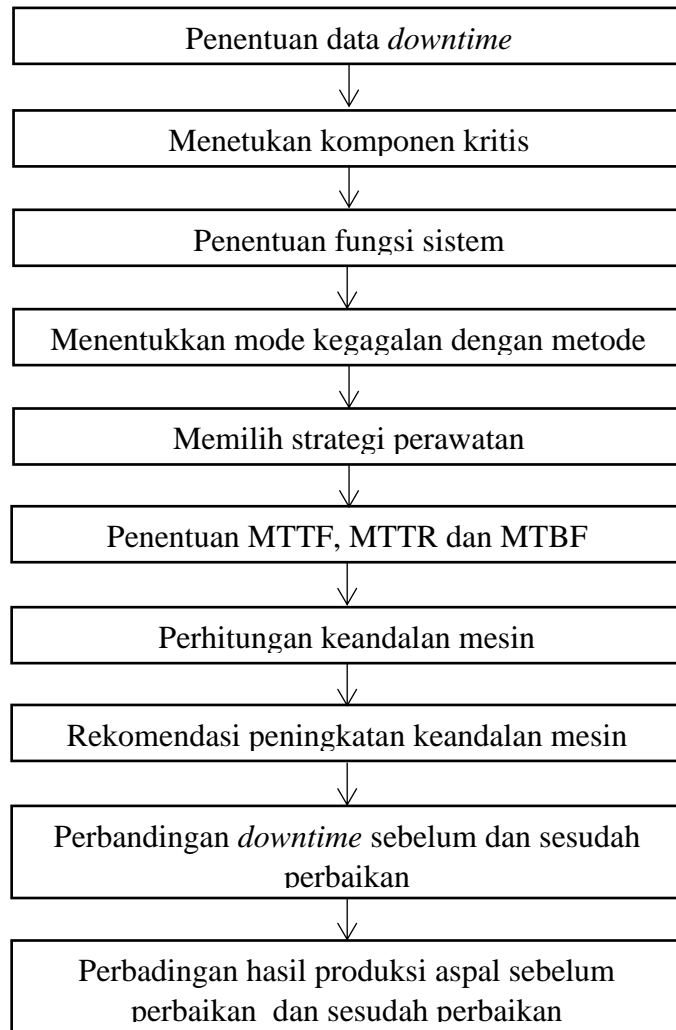 Penentuan data downtime
Menetukan komponen kritis
Penentuan fungsi sistem
Menentukkan mode kegagalan dengan metode
Memilih strategi perawatan
Penentuan MTTF, MTTR dan MTBF
Perhitungan keandalan mesin
Rekomendasi peningkatan keandalan mesin
Perbandingan downtime sebelum dan sesudah
perbaikan
Perbadingan hasil produksi aspal sebelum
perbaikan dan sesudah perbaikan